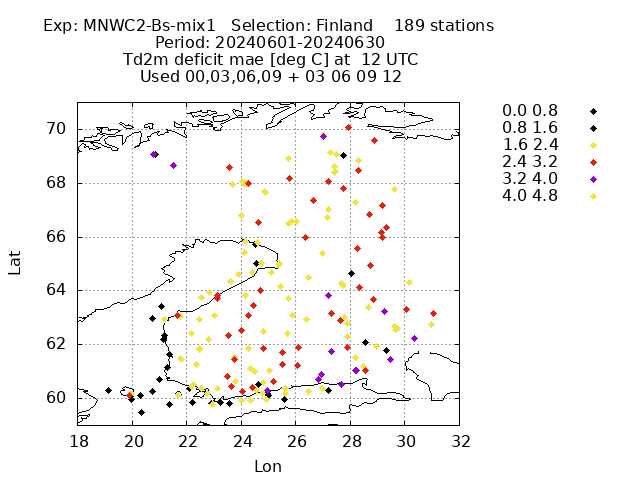 Exp: MNWC2-Bs-mix1   Selection: Finland    189 stations
Period: 20240601-20240630
Td2m deficit mae [deg C] at  12 UTC
Used 00,03,06,09 + 03 06 09 12
0.0 0.8
0.8 1.6
1.6 2.4
2.4 3.2
3.2 4.0
4.0 4.8
70
68
66
64
62
60
Lat
18 20 22 24 26 28 30 32
Lon